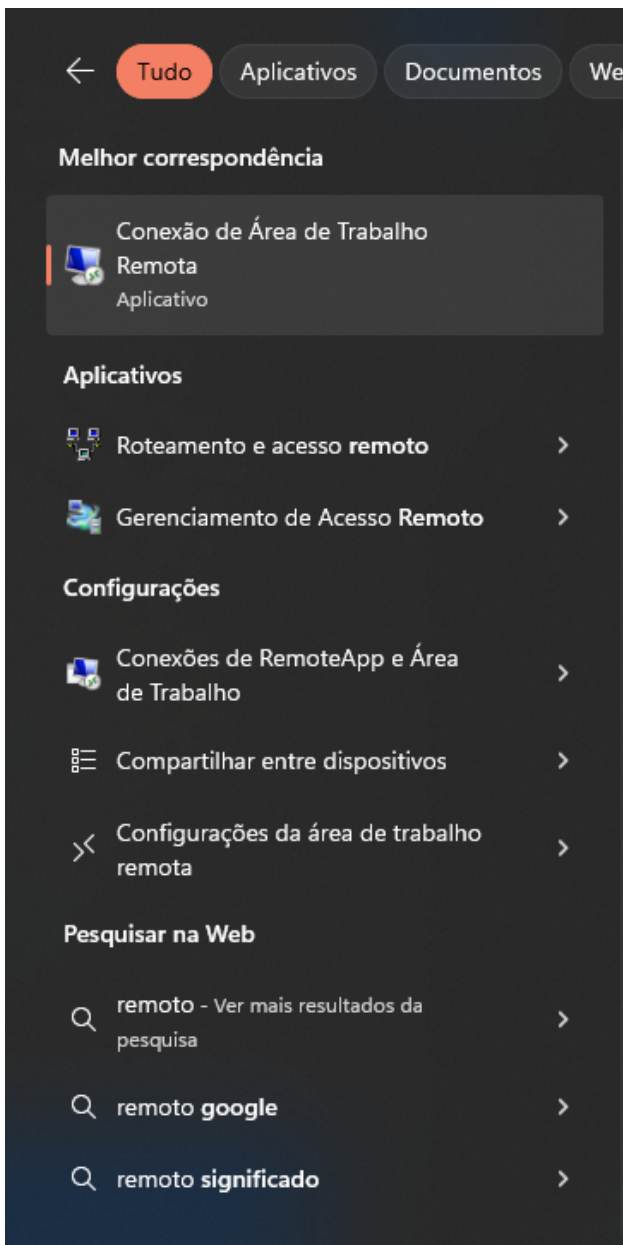 Tudo Aplicativos Documentos We
Melhor correspondência
Conexão de Área de Trabalho
Remota
Aplicativo
Aplicativos
Roteamento e acesso remoto
Gerenciamento de Acesso Remoto
Configurações
Conexões de RemoteApp e Área
de Trabalho
Compartilhar entre dispositivos
Configurações da área de trabalho
remota
Pesquisar na Web
remoto - Ver mais resultados da
pesquisa
remoto google
remoto significado